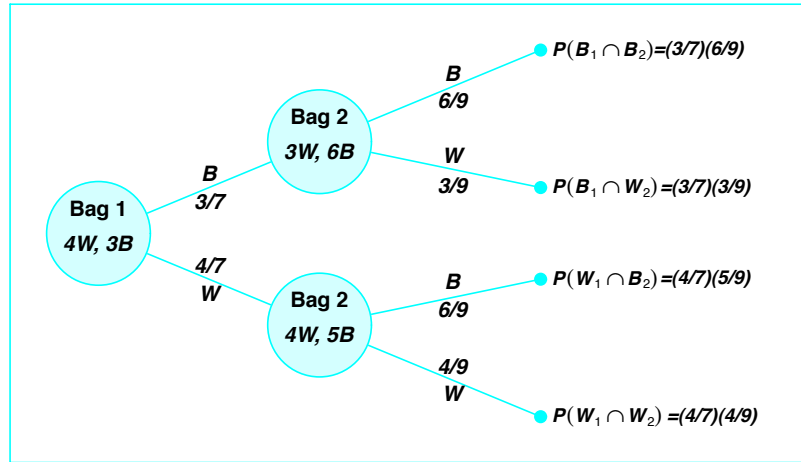 P(B₁ ∩ B₂)=(3/7)(6/9)
B
6/9
Bag 2
3W, 6B
W
3/9
P(B₁ ∩ W₂)=(3/7)(3/9)
B
3/7
Bag 1
4W, 3B
4/7
W
Bag 2
4W, 5B
B
6/9
P(W₁ ∩ B₂)=(4/7)(5/9)
4/9
W
P(W₁ ∩ W₂) =(4/7)(4/9)